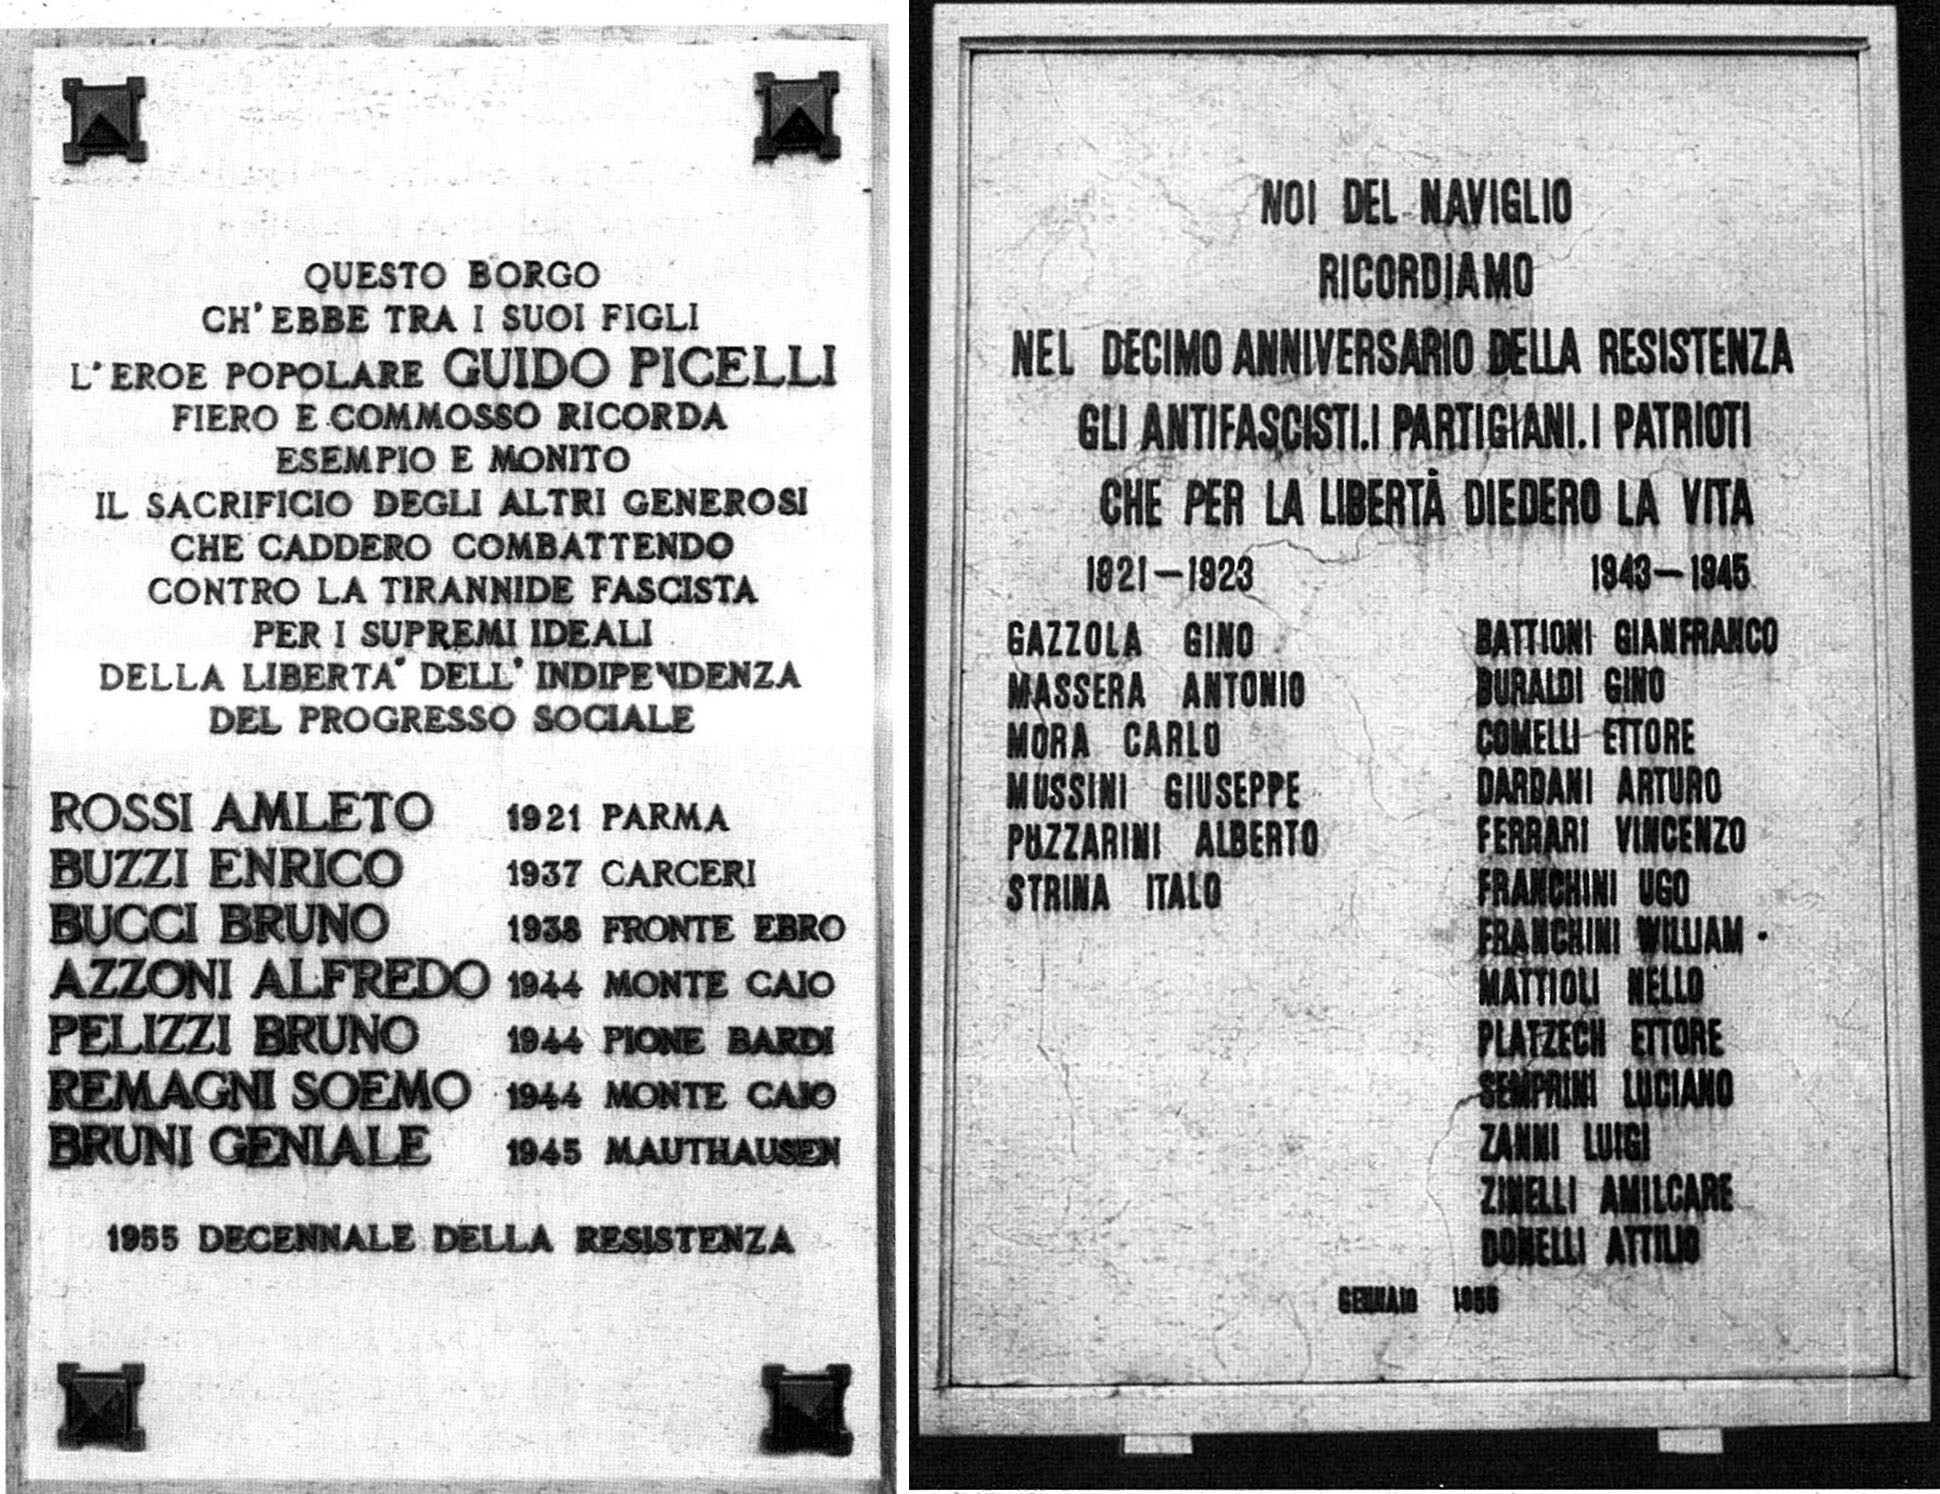 QUESTO BORGO
CH'EBBE TRA I SUOI FIGLI
L'EROE POPOLARE GUIDO PICELLI
FIERO E COMMOSSO RICORDA
ESEMPIO E MONITO
IL SACRIFICIO DEGLI ALTRI GENEROSI
CHE CADDERO COMBATTENDO
CONTRO LA TIRANNIDE FASCISTA
PER I SUPREMI IDEALI
DELLA LIBERTA' DELL' INDIPENDENZA
DEL PROGRESSO SOCIALE
ROSSI AMLETO 1921 PARMA
BUZZI ENRICO 1937 CARCERI
BUCCI BRUNO 1938 FRONTE EBRO
AZZONI ALFREDO 1944 MONTE CAIO
PELIZZI BRUNO 1944 PIONE BARDI
REMAGNI SOEMO 1944 MONTE CAIO
BRUNI GENIALE 1945 MAUTHAUSEN
1955 DECENNALE DELLA RESISTENZA
NOI DEL NAVIGLIO
RICORDIAMO
NEL DECIMO ANNIVERSARIO DELLA RESISTENZA
GLI ANTIFASCISTI. I PARTIGIANI. I PATRIOTI
CHE PER LA LIBERTÀ DIEDERO LA VITA
1921-1923
GAZZOLA GINO
MASSERA ANTONIO
MORA CARLO
MUSSINI GIUSEPPE
PUZZARINI ALBERTO
STRINA ITALO
1943-1945
BATTIONI GIANFRANCO
BURALDI GINO
COMELLI ETTORE
DARDANI ARTURO
FERRARI VINCENZO
FRANCHINI UGO
FRANCHINI WILLIAM
MATTIOLI NELLO
PLATZECH ETTORE
SEMPRINI LUCIANO
ZANNI LUIGI
ZINELLI AMILCARE
DONELLI ATTILIO
GENNAIO 1955